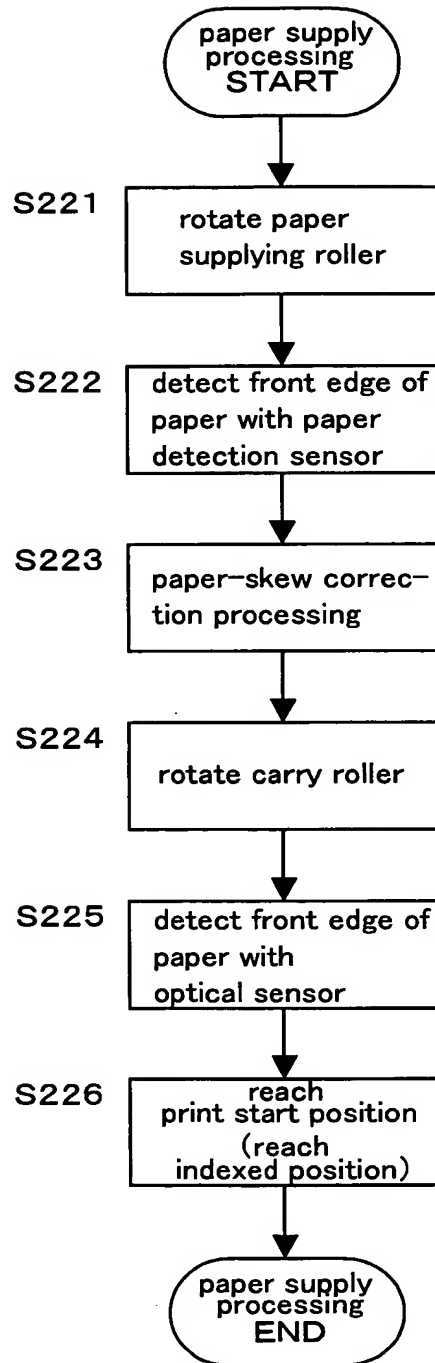 paper supply
processing
START
S221
rotate paper
supplying roller
S222
detect front edge of
paper with paper
detection sensor
S223
paper-skew correc-
tion processing
S224
rotate carry roller
S225
detect front edge of
paper with
optical sensor
S226
reach
print start position
(reach
indexed position)
paper supply
processing
END